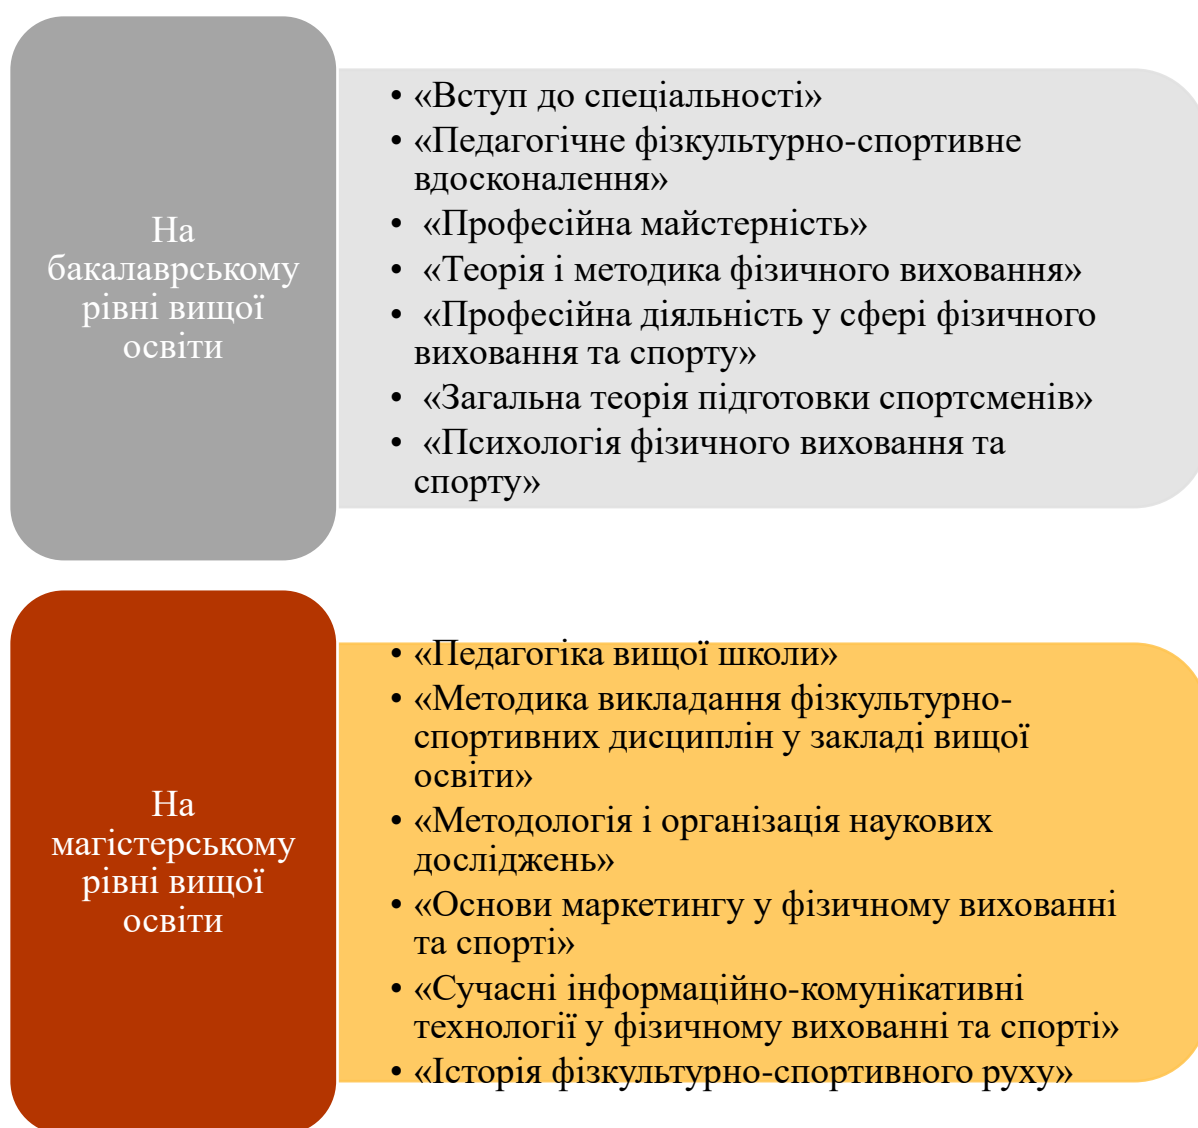 На
бакалаврському
рівні вищої
освіти
• «Вступ до спеціальності»
• «Педагогічне фізкультурно-спортивне
вдосконалення»
• «Професійна майстерність»
• «Теорія і методика фізичного виховання»
• «Професійна діяльність у сфері фізичного
виховання та спорту»
• «Загальна теорія підготовки спортсменів»
• «Психологія фізичного виховання та
спорту»
На
магістерському
рівні вищої
освіти
• «Педагогіка вищої школи»
• «Методика викладання фізкультурно-
спортивних дисциплін у закладі вищої
освіти»
• «Методологія і організація наукових
досліджень»
• «Основи маркетингу у фізичному вихованні
та спорті»
• «Сучасні інформаційно-комунікативні
технології у фізичному вихованні та спорті»
• «Історія фізкультурно-спортивного руху»